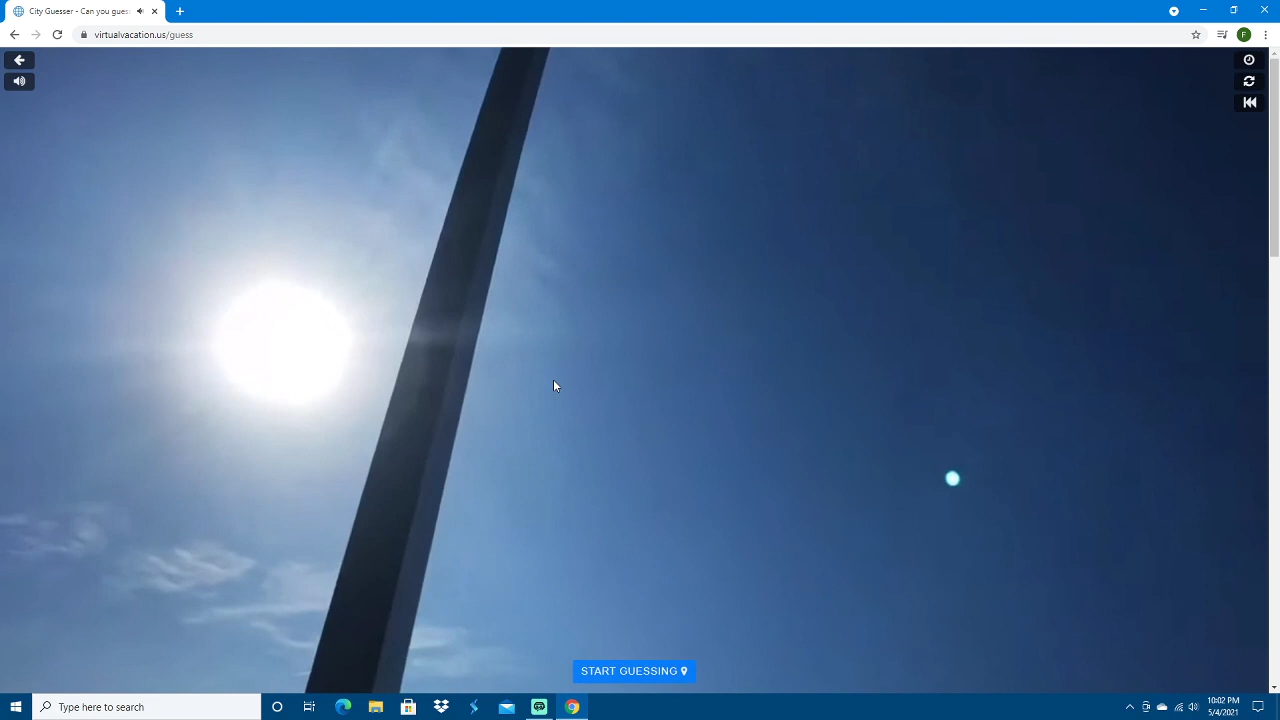 City Guesser - Can you gues
virtualvacation.us/guess
F
START GUESSING
Type here to search
10:02 PM
5/4/2021